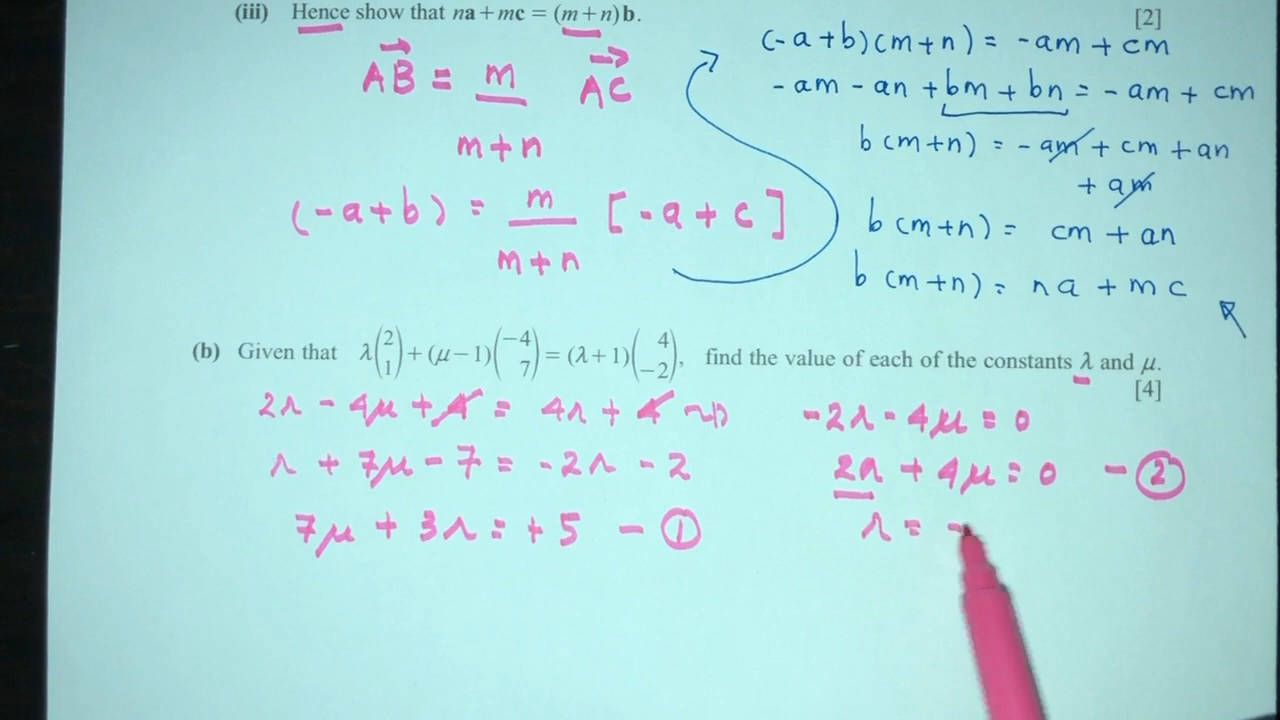 (iii) Hence show that na + mc = (m + n)b.
[2]
AB = m/(m+n) AC
(-a+b) = m/(m+n) [-a+c]
(-a+b)(m+n) = -am + cm
-am - an + bm + bn = -am + cm
b(m+n) = -am + cm + an
+ am
b(m+n) = cm + an
b(m+n) = na + mc
(b) Given that λ(2 1) + (μ−1)(−4 7) = (λ+1)(4 −2), find the value of each of the constants λ and μ.
[4]
2λ - 4μ + 4 = 4λ + 4
λ + 7μ - 7 = -2λ - 2
7μ + 3λ = +5 - ①
-2λ - 4μ = 0
2λ + 4μ = 0 - ②
λ = -